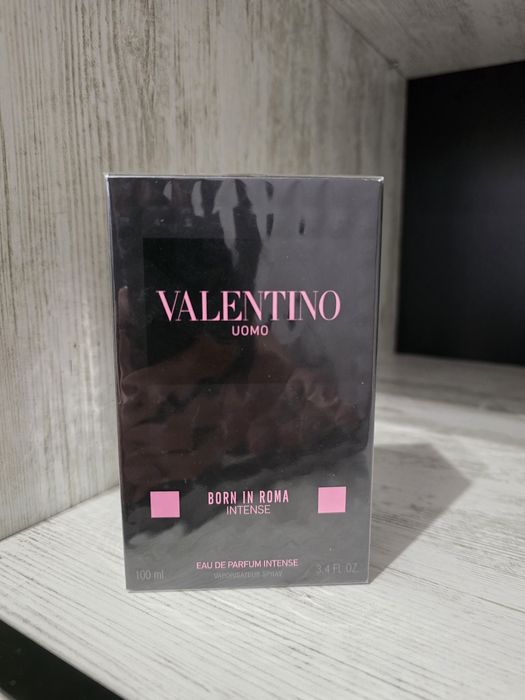 VALENTINO
UOMO
BORN IN ROMA
INTENSE
EAU DE PARFUM INTENSE
100 ml VAPORISATEUR SPRAY 3.4 FL.OZ.